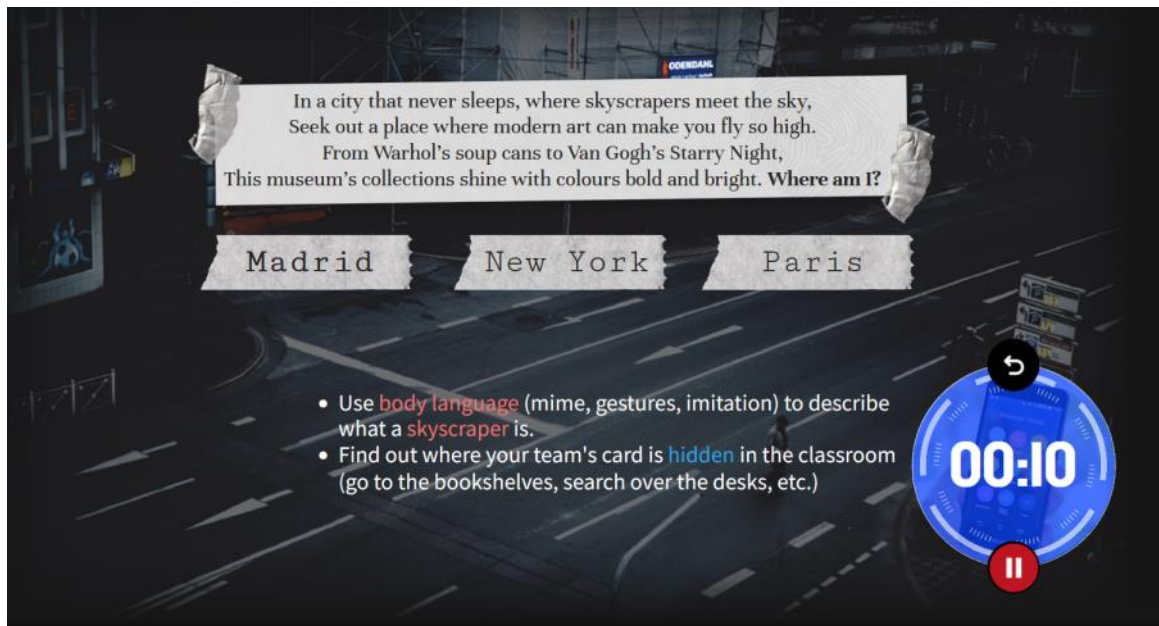 ODENDAHL
In a city that never sleeps, where skyscrapers meet the sky,
Seek out a place where modern art can make you fly so high.
From Warhol's soup cans to Van Gogh's Starry Night,
This museum's collections shine with colours bold and bright. Where am I?
Madrid
New York
Paris
• Use body language (mime, gestures, imitation) to describe
what a skyscraper is.
• Find out where your team's card is hidden in the classroom
(go to the bookshelves, search over the desks, etc.)
00:10